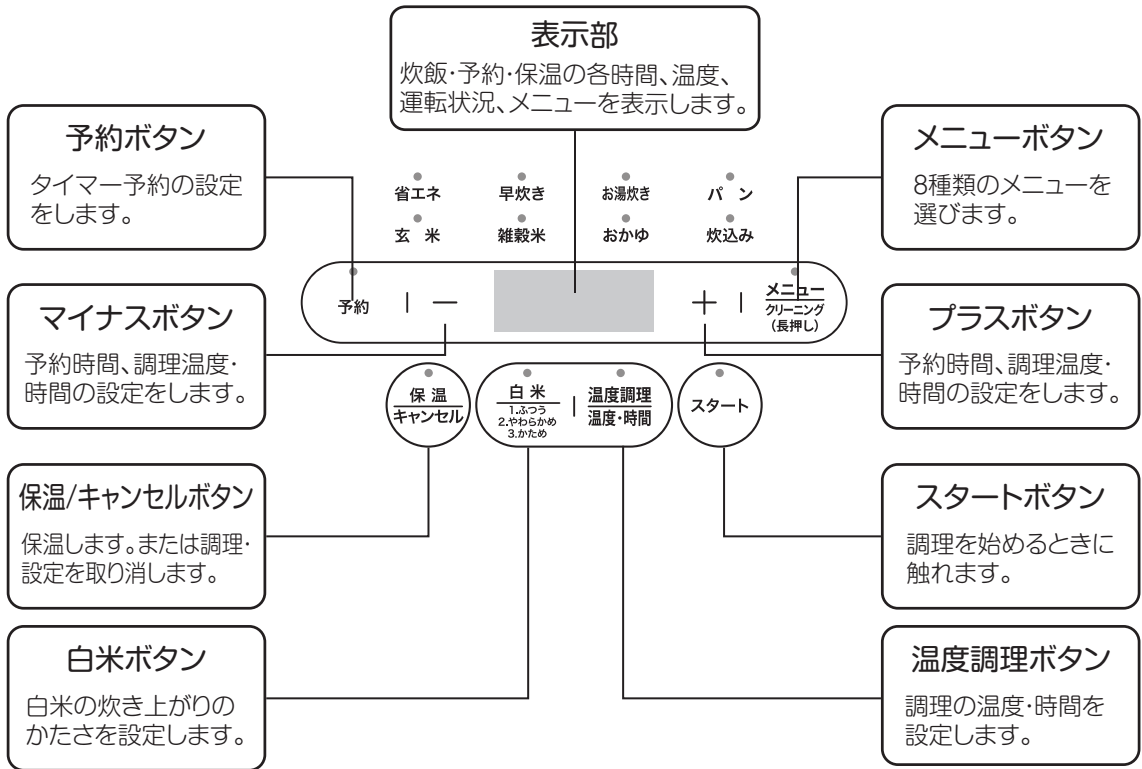 表示部
炊飯･予約･保温の各時間、温度、
運転状況、メニューを表示します。
予約ボタン
タイマー予約の設定
をします。
メニューボタン
8種類のメニューを
選びます。
省エネ
早炊き
お湯炊き
パン
玄米
雑穀米
おかゆ
炊込み
予約
|
－
＋
|
メニュー
クリーニング
(長押し)
マイナスボタン
予約時間、調理温度･
時間の設定をします。
プラスボタン
予約時間、調理温度･
時間の設定をします。
保温
キャンセル
白米
1.ふつう
2.やわらかめ
3.かため
|
温度調理
温度･時間
スタート
保温/キャンセルボタン
保温します。または調理･
設定を取り消します。
スタートボタン
調理を始めるときに
触れます。
白米ボタン
白米の炊き上がりの
かたさを設定します。
温度調理ボタン
調理の温度･時間を
設定します。